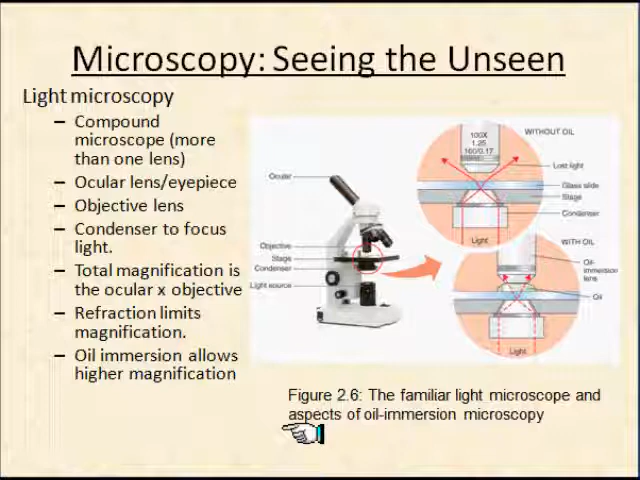 Microscopy: Seeing the Unseen
Light microscopy
– Compound
microscope (more
than one lens)
– Ocular lens/eyepiece
– Objective lens
– Condenser to focus
light.
– Total magnification is
the ocular x objective
– Refraction limits
magnification.
– Oil immersion allows
higher magnification
Ocular
Objective
Stage
Condenser
Light source
100X
1.25
160/0.17
WITHOUT OIL
Lost light
Glass slide
Stage
Condenser
Light
WITH OIL
Oil-
immersion
lens
Oil
Light
Figure 2.6: The familiar light microscope and
aspects of oil-immersion microscopy